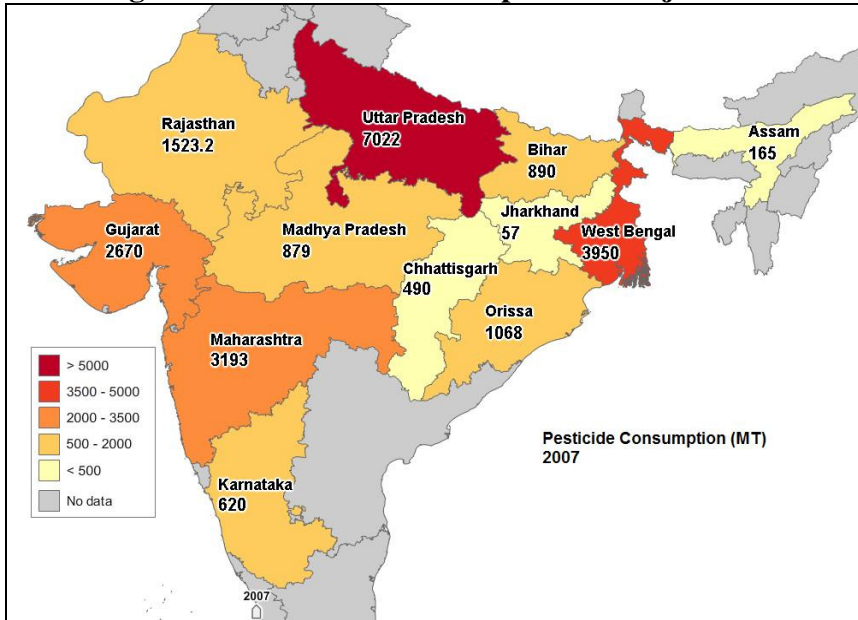 Rajasthan
1523.2
Uttar Pradesh
7022
Bihar
890
Assam
165
Gujarat
2670
Madhya Pradesh
879
Jharkhand
57
West Bengal
3950
Chhattisgarh
490
Orissa
1068
Maharashtra
3193
> 5000
3500 - 5000
2000 - 3500
500 - 2000
< 500
No data
Pesticide Consumption (MT)
2007
Karnataka
620
2007